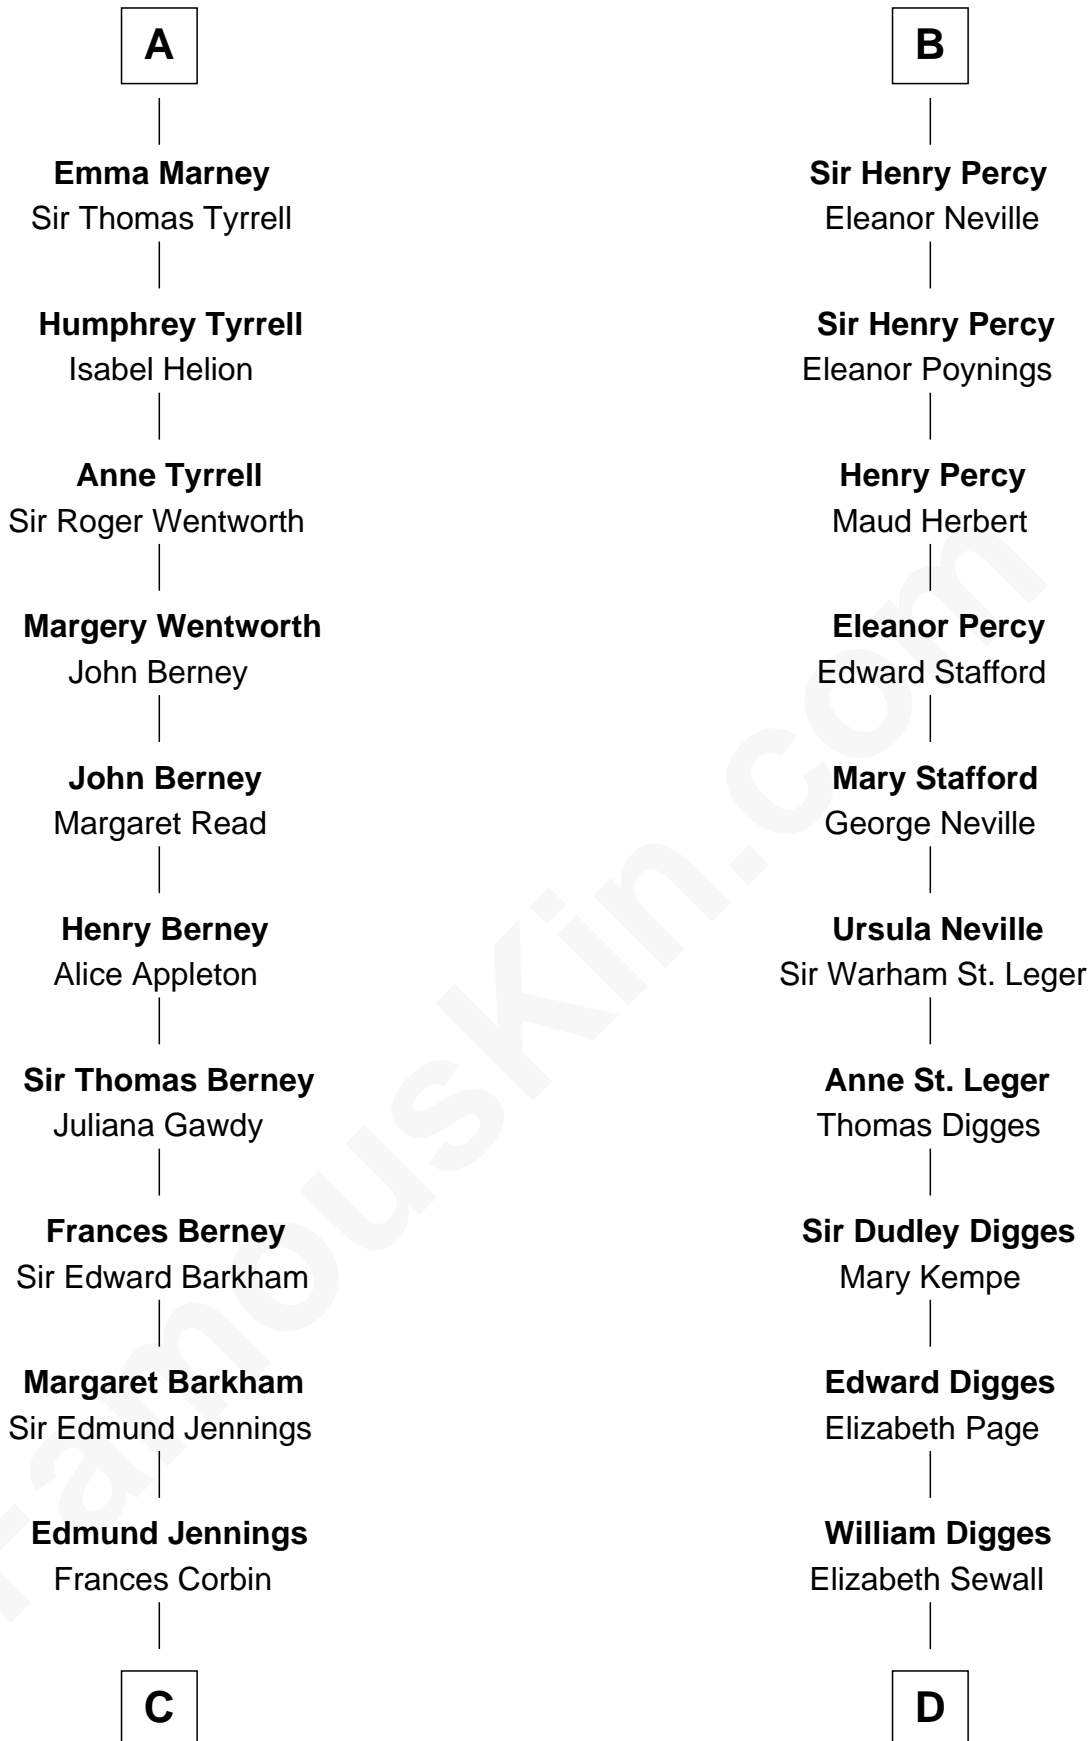 A
Emma Marney
Sir Thomas Tyrrell
Humphrey Tyrrell
Isabel Helion
Anne Tyrrell
Sir Roger Wentworth
Margery Wentworth
John Berney
John Berney
Margaret Read
Henry Berney
Alice Appleton
Sir Thomas Berney
Juliana Gawdy
Frances Berney
Sir Edward Barkham
Margaret Barkham
Sir Edmund Jennings
Edmund Jennings
Frances Corbin
C
B
Sir Henry Percy
Eleanor Neville
Sir Henry Percy
Eleanor Poynings
Henry Percy
Maud Herbert
Eleanor Percy
Edward Stafford
Mary Stafford
George Neville
Ursula Neville
Sir Warham St. Leger
Anne St. Leger
Thomas Digges
Sir Dudley Digges
Mary Kempe
Edward Digges
Elizabeth Page
William Digges
Elizabeth Sewall
D
FamousKin.com